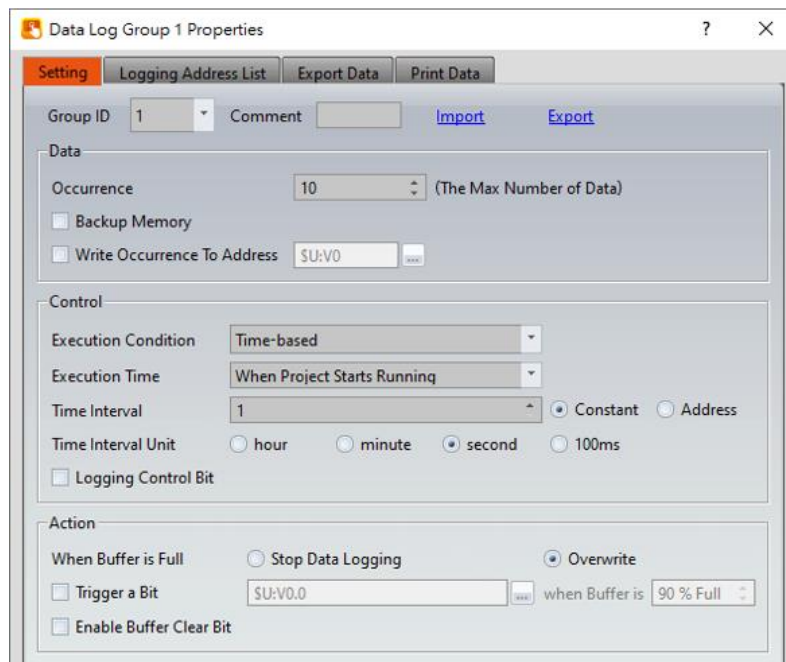 Data Log Group 1 Properties ? ×
Setting Logging Address List Export Data Print Data
Group ID 1 Comment Import Export
Data
Occurrence 10 (The Max Number of Data)
Backup Memory
Write Occurrence To Address $U:V0 ...
Control
Execution Condition Time-based
Execution Time When Project Starts Running
Time Interval 1 Constant Address
Time Interval Unit hour minute second 100ms
Logging Control Bit
Action
When Buffer is Full Stop Data Logging Overwrite
Trigger a Bit $U:V0.0 ... when Buffer is 90 % Full
Enable Buffer Clear Bit